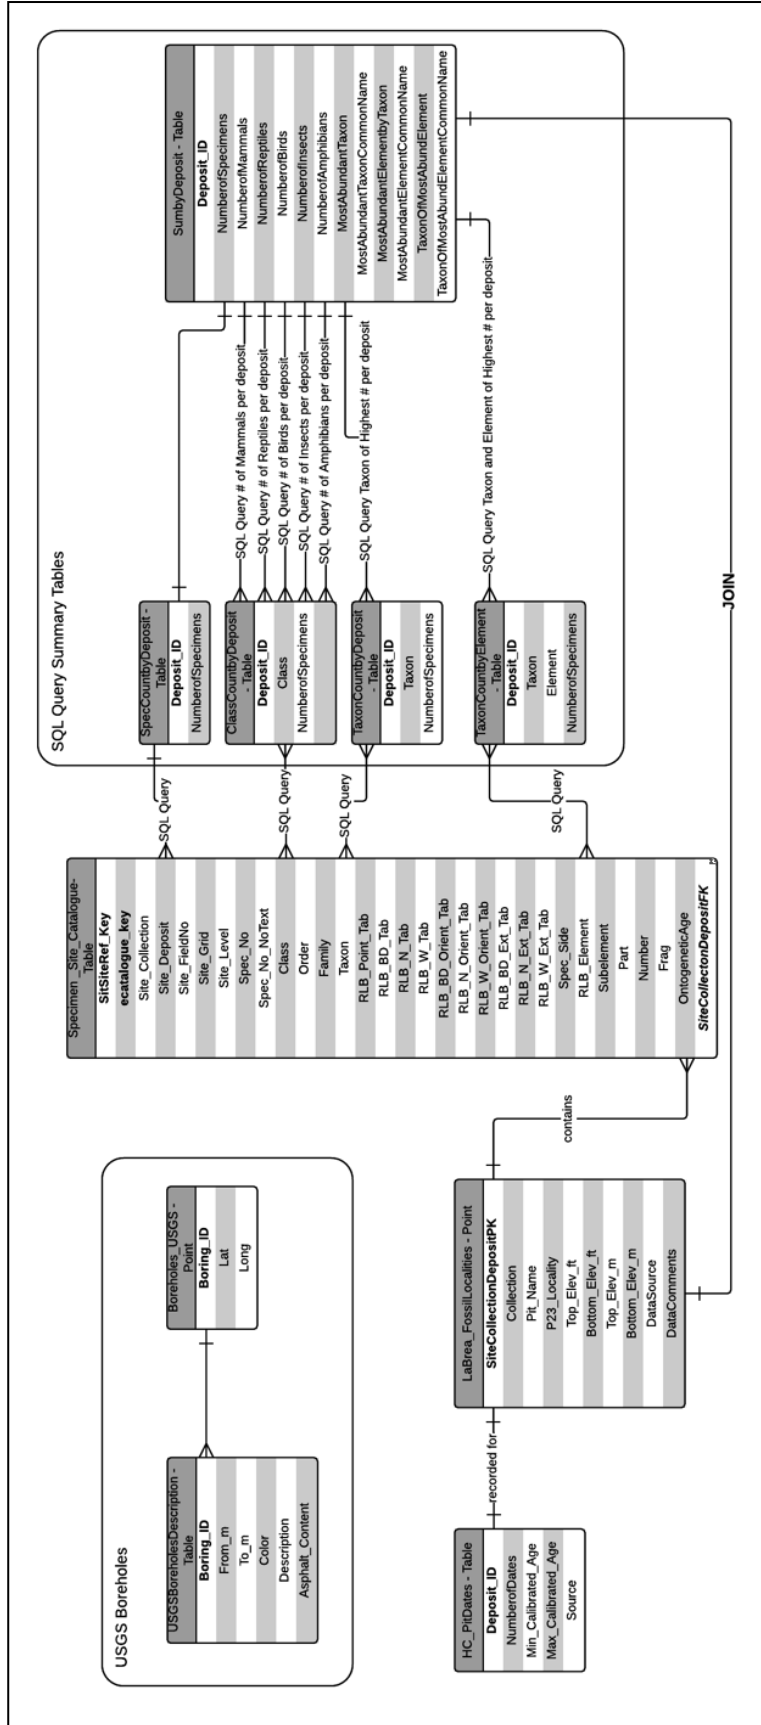 USGS Boreholes
USGSBoreholesDescription -
Table
Boring_ID
From_m
To_m
Color
Description
Asphalt_Content
Boreholes_USGS -
Point
Boring_ID
Lat
Long
HC_PitDates - Table
Deposit_ID
NumberofDates
Min_Calibrated_Age
Max_Calibrated_Age
Source
recorded for
LaBrea_FossilLocalities - Point
SiteCollectionDepositPK
Collection
Pit_Name
P23_Locality
Top_Elev_ft
Bottom_Elev_ft
Top_Elev_m
Bottom_Elev_m
DataSource
DataComments
contains
Specimen _Site_Catalogue-
Table
SitSiteRef_Key
ecatalogue_key
Site_Collection
Site_Deposit
Site_FieldNo
Site_Grid
Site_Level
Spec_No
Spec_No_NoText
Class
Order
Family
Taxon
RLB_Point_Tab
RLB_BD_Tab
RLB_N_Tab
RLB_W_Tab
RLB_BD_Orient_Tab
RLB_N_Orient_Tab
RLB_W_Orient_Tab
RLB_BD_Ext_Tab
RLB_N_Ext_Tab
RLB_W_Ext_Tab
Spec_Side
RLB_Element
Subelement
Part
Number
Frag
OntogeneticAge
SiteCollectonDepositFK
SQL Query
SQL Query
SQL Query
SQL Query
SQL Query Summary Tables
SpecCountbyDeposit -
Table
Deposit_ID
NumberofSpecimens
ClassCountbyDeposit
- Table
Deposit_ID
Class
NumberofSpecimens
TaxonCountbyDeposit
- Table
Deposit_ID
Taxon
NumberofSpecimens
TaxonCountbyElement
- Table
Deposit_ID
Taxon
Element
NumberofSpecimens
SQL Query # of Mammals per deposit
SQL Query # of Reptiles per deposit
SQL Query # of Birds per deposit
SQL Query # of Insects per deposit
SQL Query # of Amphibians per deposit
SQL Query Taxon of Highest # per deposit
SQL Query Taxon and Element of Highest # per deposit
SumbyDeposit - Table
Deposit_ID
NumberofSpecimens
NumberofMammals
NumberofReptiles
NumberofBirds
NumberofInsects
NumberofAmphibians
MostAbundantTaxon
MostAbundantTaxonCommonName
MostAbundantElementbyTaxon
MostAbundantElementCommonName
TaxonOfMostAbundElement
TaxonOfMostAbundElementCommonName
JOIN